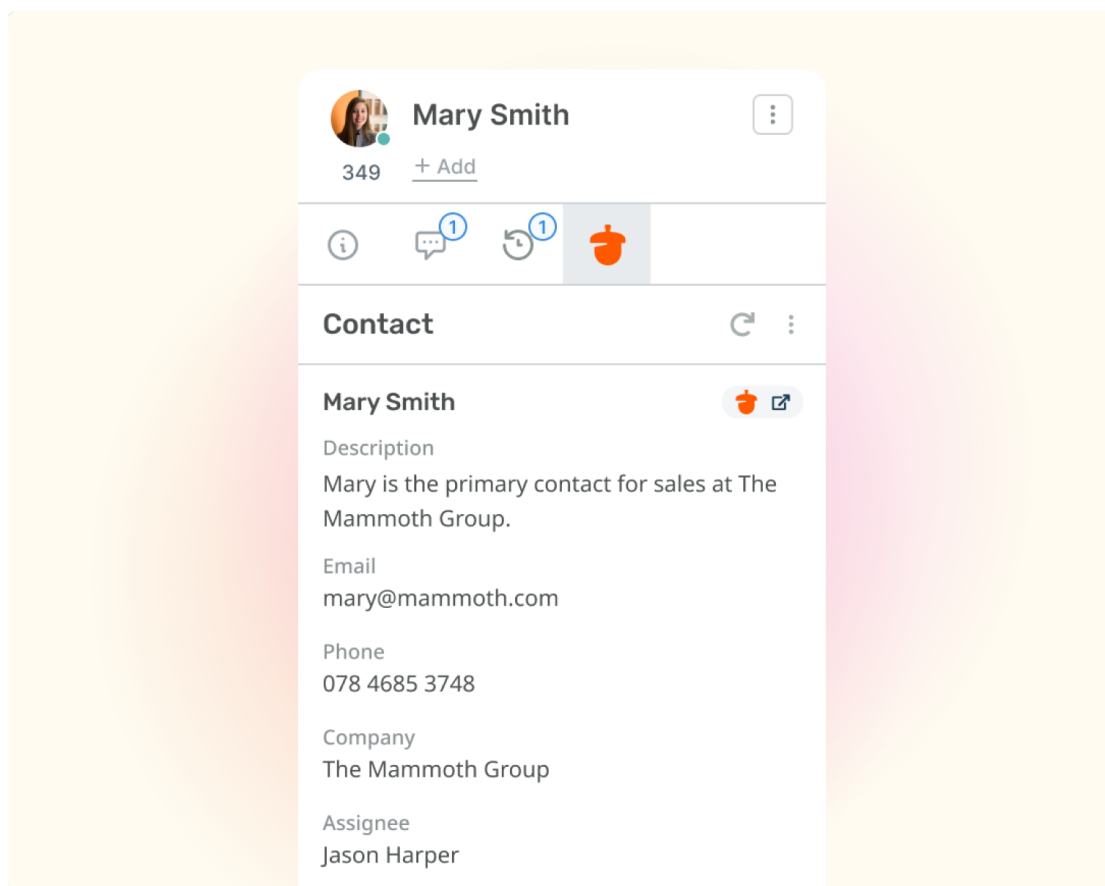 Mary Smith
349
+ Add
1
1
Contact
Mary Smith
Description
Mary is the primary contact for sales at The
Mammoth Group.
Email
mary@mammoth.com
Phone
078 4685 3748
Company
The Mammoth Group
Assignee
Jason Harper